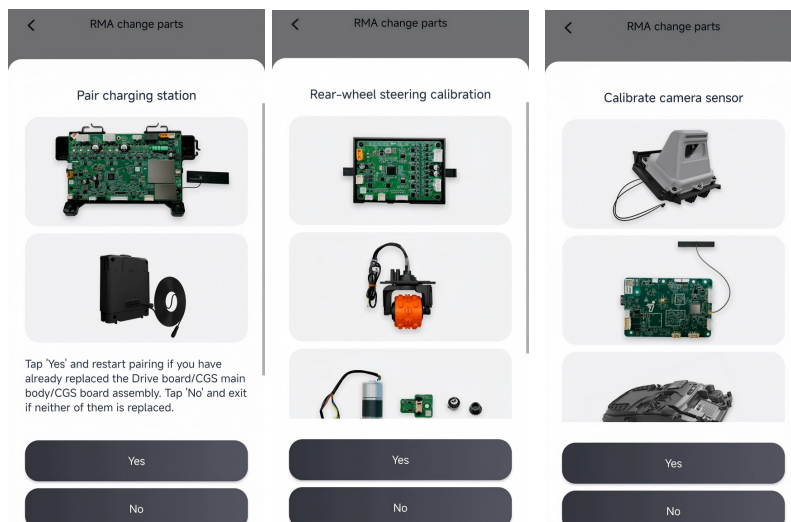 RMA change parts
Pair charging station
Tap 'Yes' and restart pairing if you have
already replaced the Drive board/CGS main
body/CGS board assembly. Tap 'No' and exit
if neither of them is replaced.
Yes
No
RMA change parts
Rear-wheel steering calibration
Yes
No
RMA change parts
Calibrate camera sensor
Yes
No